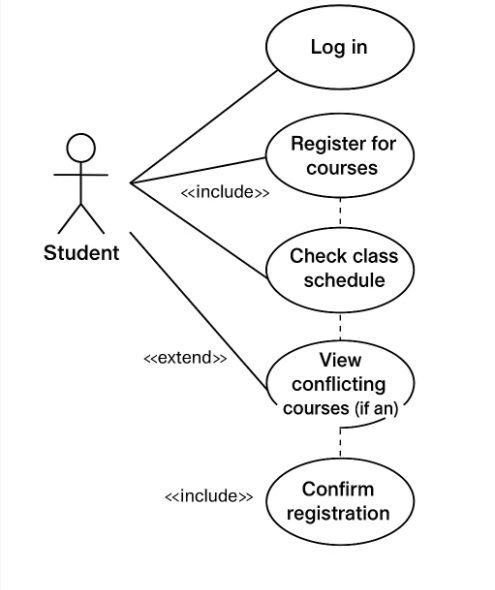 Log in
Register for
courses
<<include>>
Student
Check class
schedule
<<extend>>
View
conflicting
courses (if an)
<<include>>
Confirm
registration